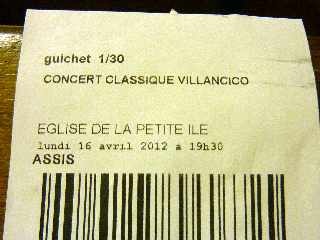 guichet 1/30
CONCERT CLASSIQUE VILLANCICO
EGLISE DE LA PETITE ILE
lundi 16 avril 2012 a 19h30
ASSIS